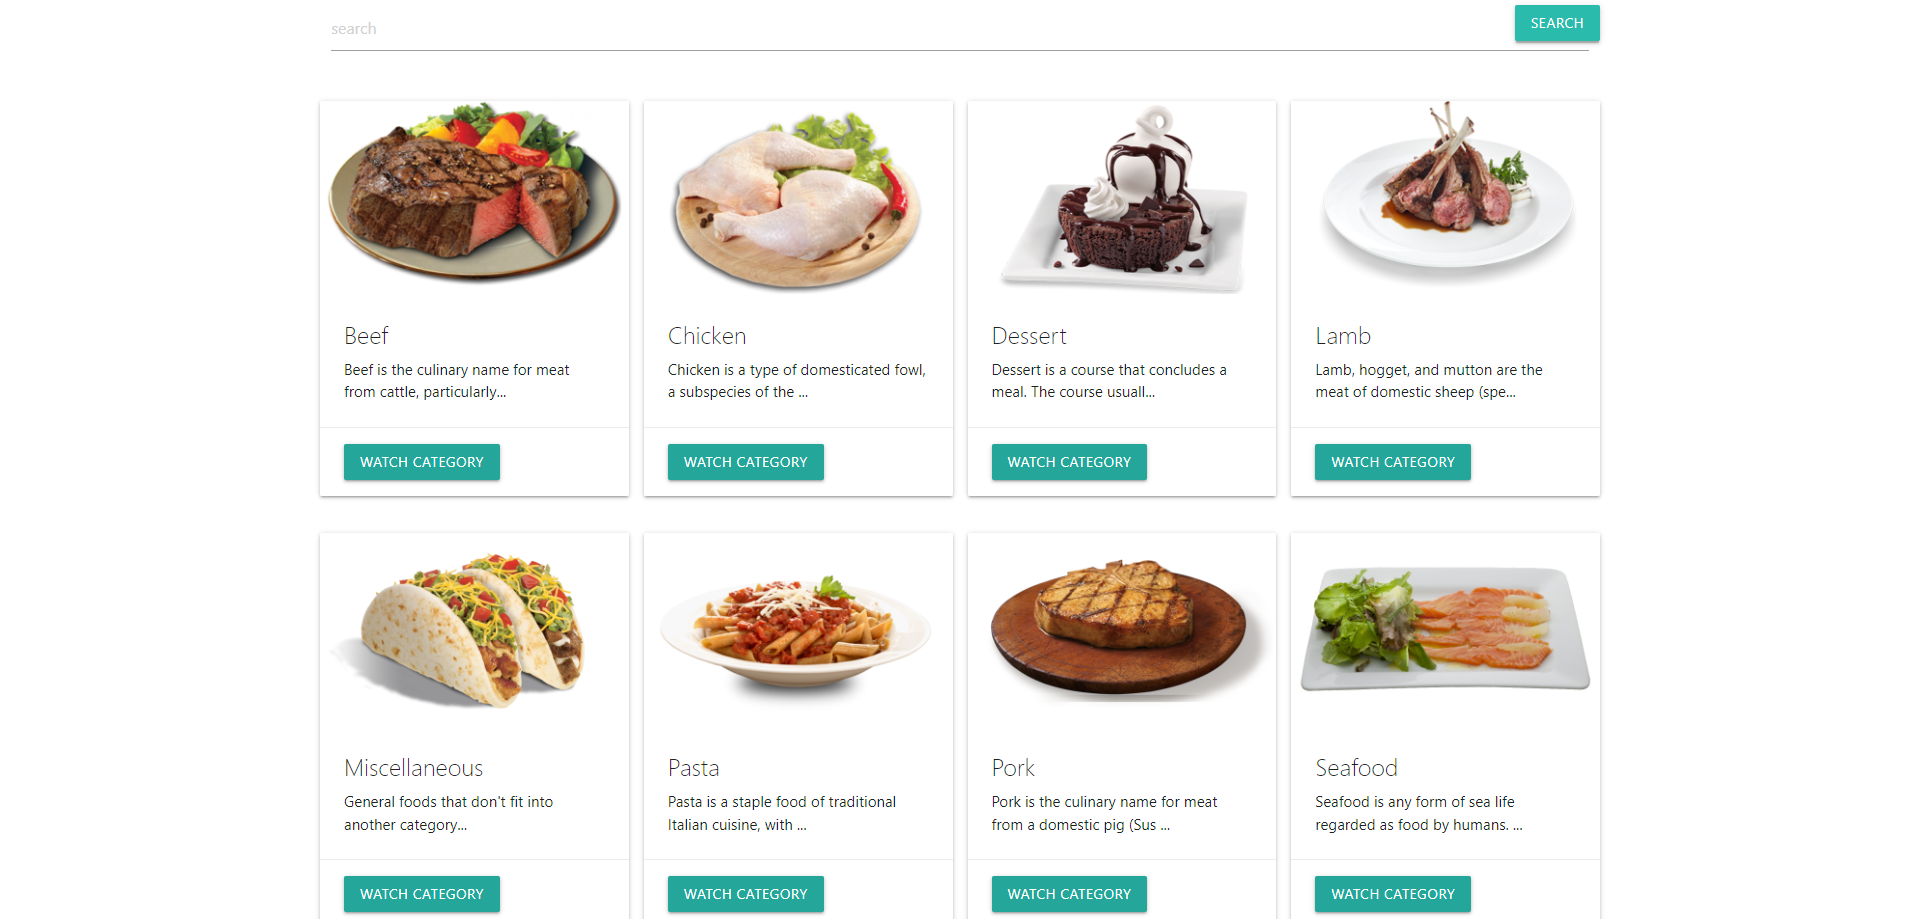 search
SEARCH
Beef
Beef is the culinary name for meat
from cattle, particularly...
WATCH CATEGORY
Chicken
Chicken is a type of domesticated fowl,
a subspecies of the ...
WATCH CATEGORY
Dessert
Dessert is a course that concludes a
meal. The course usuall...
WATCH CATEGORY
Lamb
Lamb, hogget, and mutton are the
meat of domestic sheep (spe...
WATCH CATEGORY
Miscellaneous
General foods that don't fit into
another category...
WATCH CATEGORY
Pasta
Pasta is a staple food of traditional
Italian cuisine, with ...
WATCH CATEGORY
Pork
Pork is the culinary name for meat
from a domestic pig (Sus ...
WATCH CATEGORY
Seafood
Seafood is any form of sea life
regarded as food by humans. ...
WATCH CATEGORY